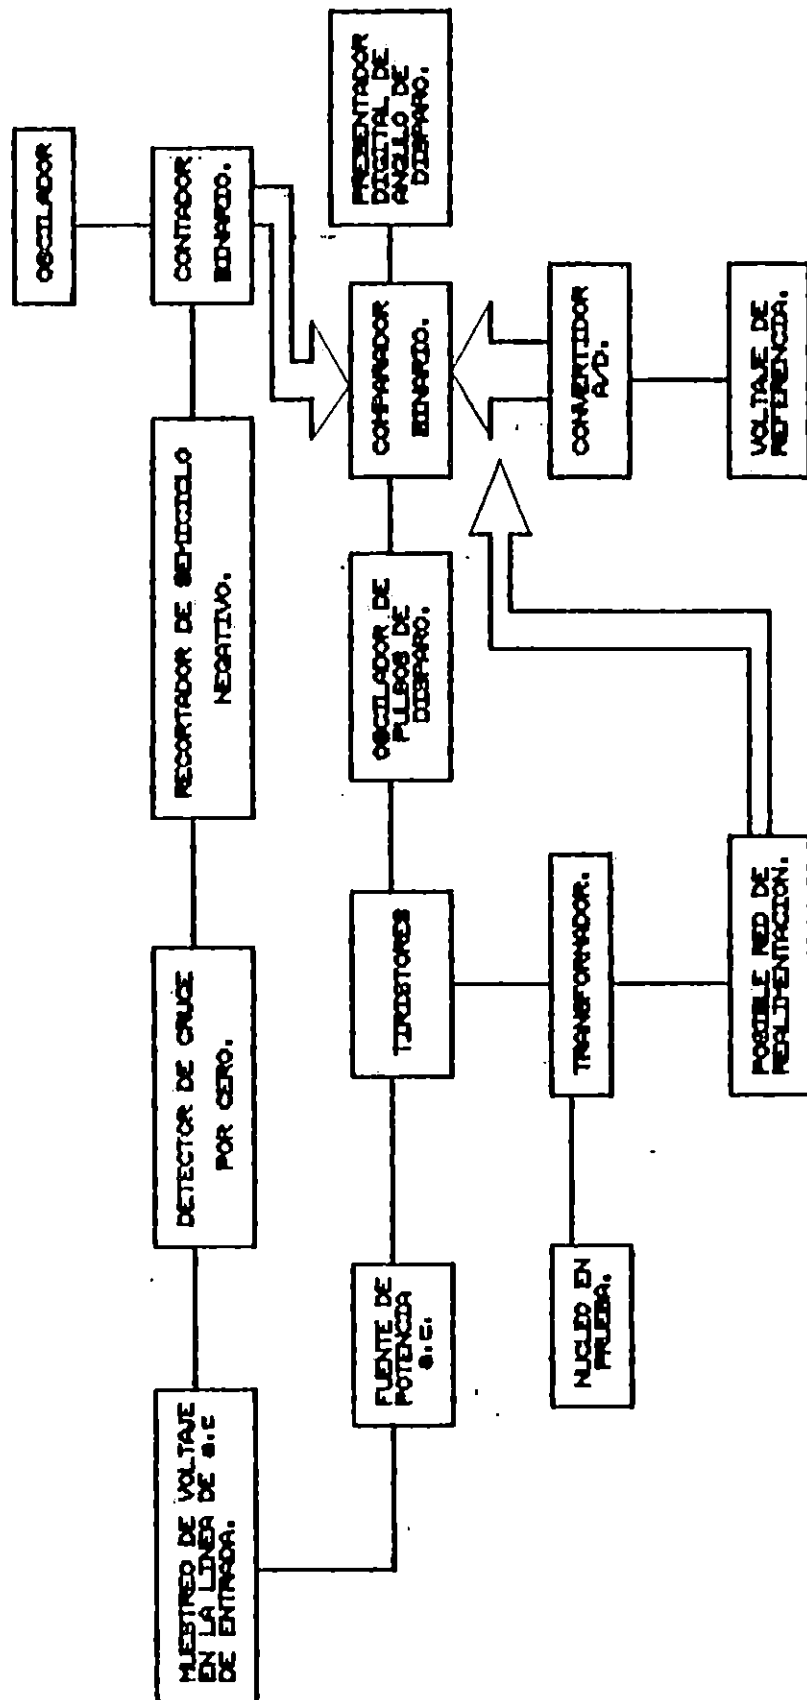 OSCILADOR
MUESTREO DE VOLTAJE
EN LA LINEA DE a.c
DE ENTRADA.
DETECTOR DE CRUCE
POR CERO.
RECORTADOR DE SEMICICLO
NEGATIVO.
CONTADOR
BINARIO.
FUENTE DE
POTENCIA
a.c.
TIRISTORES
OSCILADOR DE
PULSOS DE
DISPARO.
COMPARADOR
BINARIO.
PRESENTADOR
DIGITAL DE
ANGULO DE
DISPARO.
NUCLEO EN
PRUEBA.
TRANSFORMADOR.
CONVERTIDOR
A/D.
POSIBLE RED DE
REALIMENTACION.
VOLTAJE DE
REFERENCIA.